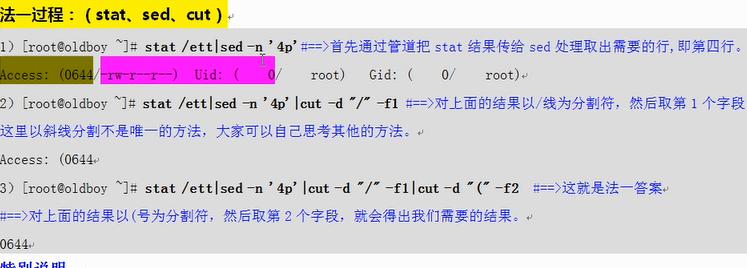 法一过程：（stat、sed、cut）
1）[root@oldboy ~]# stat /ett|sed -n '4p'#==>首先通过管道把 stat 结果传给 sed 处理取出需要的行,即第四行。
Access: (0644/-rw-r--r--)  Uid: (    0/    root)   Gid: (    0/    root)
2）[root@oldboy ~]# stat /ett|sed -n '4p'|cut -d "/" -f1 #==>对上面的结果以/线为分割符，然后取第 1 个字段
这里以斜线分割不是唯一的方法，大家可以自己思考其他的方法。
Access: (0644
3）[root@oldboy ~]# stat /ett|sed -n '4p'|cut -d "/" -f1|cut -d "(" -f2  #==>这就是法一答案
#==>对上面的结果以(号为分割符，然后取第 2 个字段，就会得出我们需要的结果。
0644
特别说明